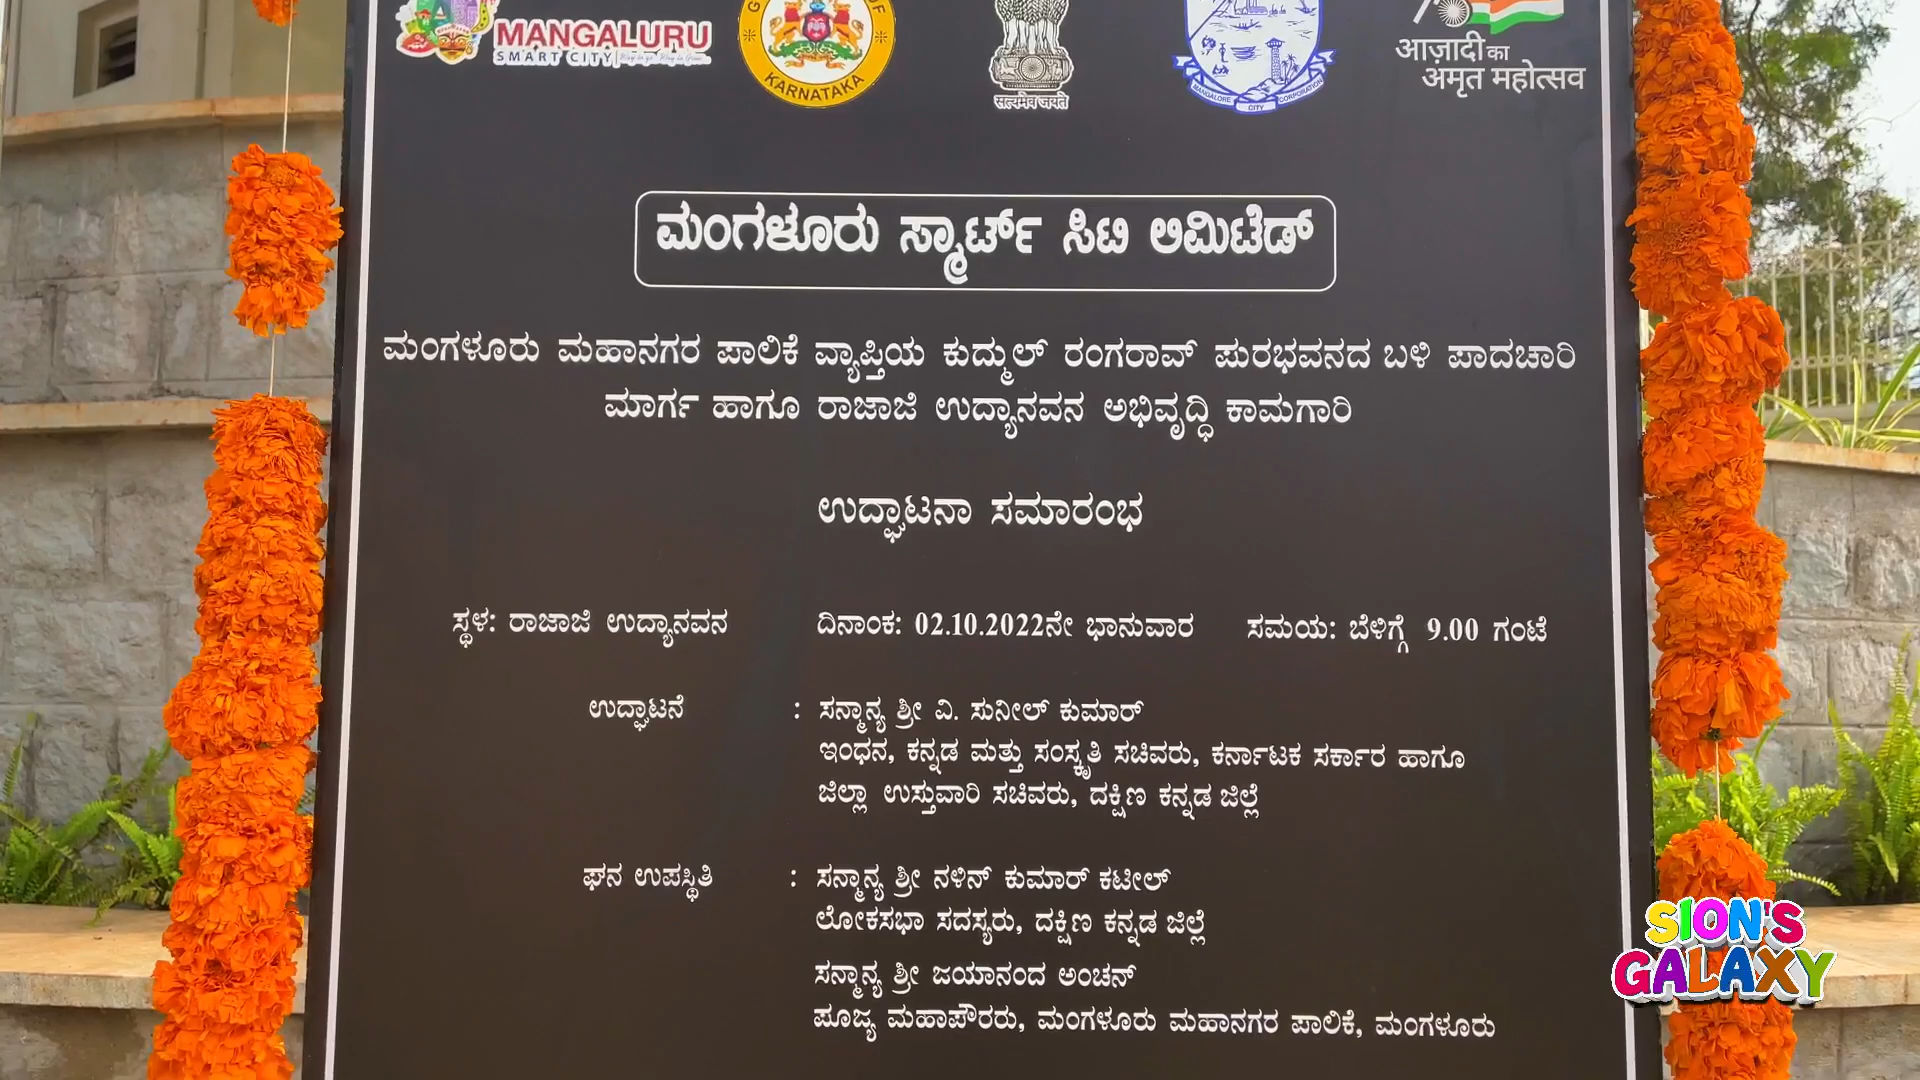 MANGALURU
SMART CITY
KARNATAKA
सत्यमेव जयते
MANGALORE CITY CORPORATION
आज़ादी का
अमृत महोत्सव
ಮಂಗಳೂರು ಸ್ಮಾರ್ಟ್ ಸಿಟಿ ಲಿಮಿಟೆಡ್
ಮಂಗಳೂರು ಮಹಾನಗರ ಪಾಲಿಕೆ ವ್ಯಾಪ್ತಿಯ ಕುದ್ಮುಲ್ ರಂಗರಾವ್ ಪುರಭವನದ ಬಳಿ ಪಾದಚಾರಿ
ಮಾರ್ಗ ಹಾಗೂ ರಾಜಾಜಿ ಉದ್ಯಾನವನ ಅಭಿವೃದ್ಧಿ ಕಾಮಗಾರಿ
ಉದ್ಘಾಟನಾ ಸಮಾರಂಭ
ಸ್ಥಳ: ರಾಜಾಜಿ ಉದ್ಯಾನವನ ದಿನಾಂಕ: 02.10.2022ನೇ ಭಾನುವಾರ ಸಮಯ: ಬೆಳಿಗ್ಗೆ 9.00 ಗಂಟೆ
ಉದ್ಘಾಟನೆ : ಸನ್ಮಾನ್ಯ ಶ್ರೀ ವಿ. ಸುನೀಲ್ ಕುಮಾರ್
ಇಂಧನ, ಕನ್ನಡ ಮತ್ತು ಸಂಸ್ಕೃತಿ ಸಚಿವರು, ಕರ್ನಾಟಕ ಸರ್ಕಾರ ಹಾಗೂ
ಜಿಲ್ಲಾ ಉಸ್ತುವಾರಿ ಸಚಿವರು, ದಕ್ಷಿಣ ಕನ್ನಡ ಜಿಲ್ಲೆ
ಘನ ಉಪಸ್ಥಿತಿ : ಸನ್ಮಾನ್ಯ ಶ್ರೀ ನಳಿನ್ ಕುಮಾರ್ ಕಟೀಲ್
ಲೋಕಸಭಾ ಸದಸ್ಯರು, ದಕ್ಷಿಣ ಕನ್ನಡ ಜಿಲ್ಲೆ
ಸನ್ಮಾನ್ಯ ಶ್ರೀ ಜಯಾನಂದ ಅಂಚನ್
ಪೂಜ್ಯ ಮಹಾಪೌರರು, ಮಂಗಳೂರು ಮಹಾನಗರ ಪಾಲಿಕೆ, ಮಂಗಳೂರು
SION'S
GALAXY